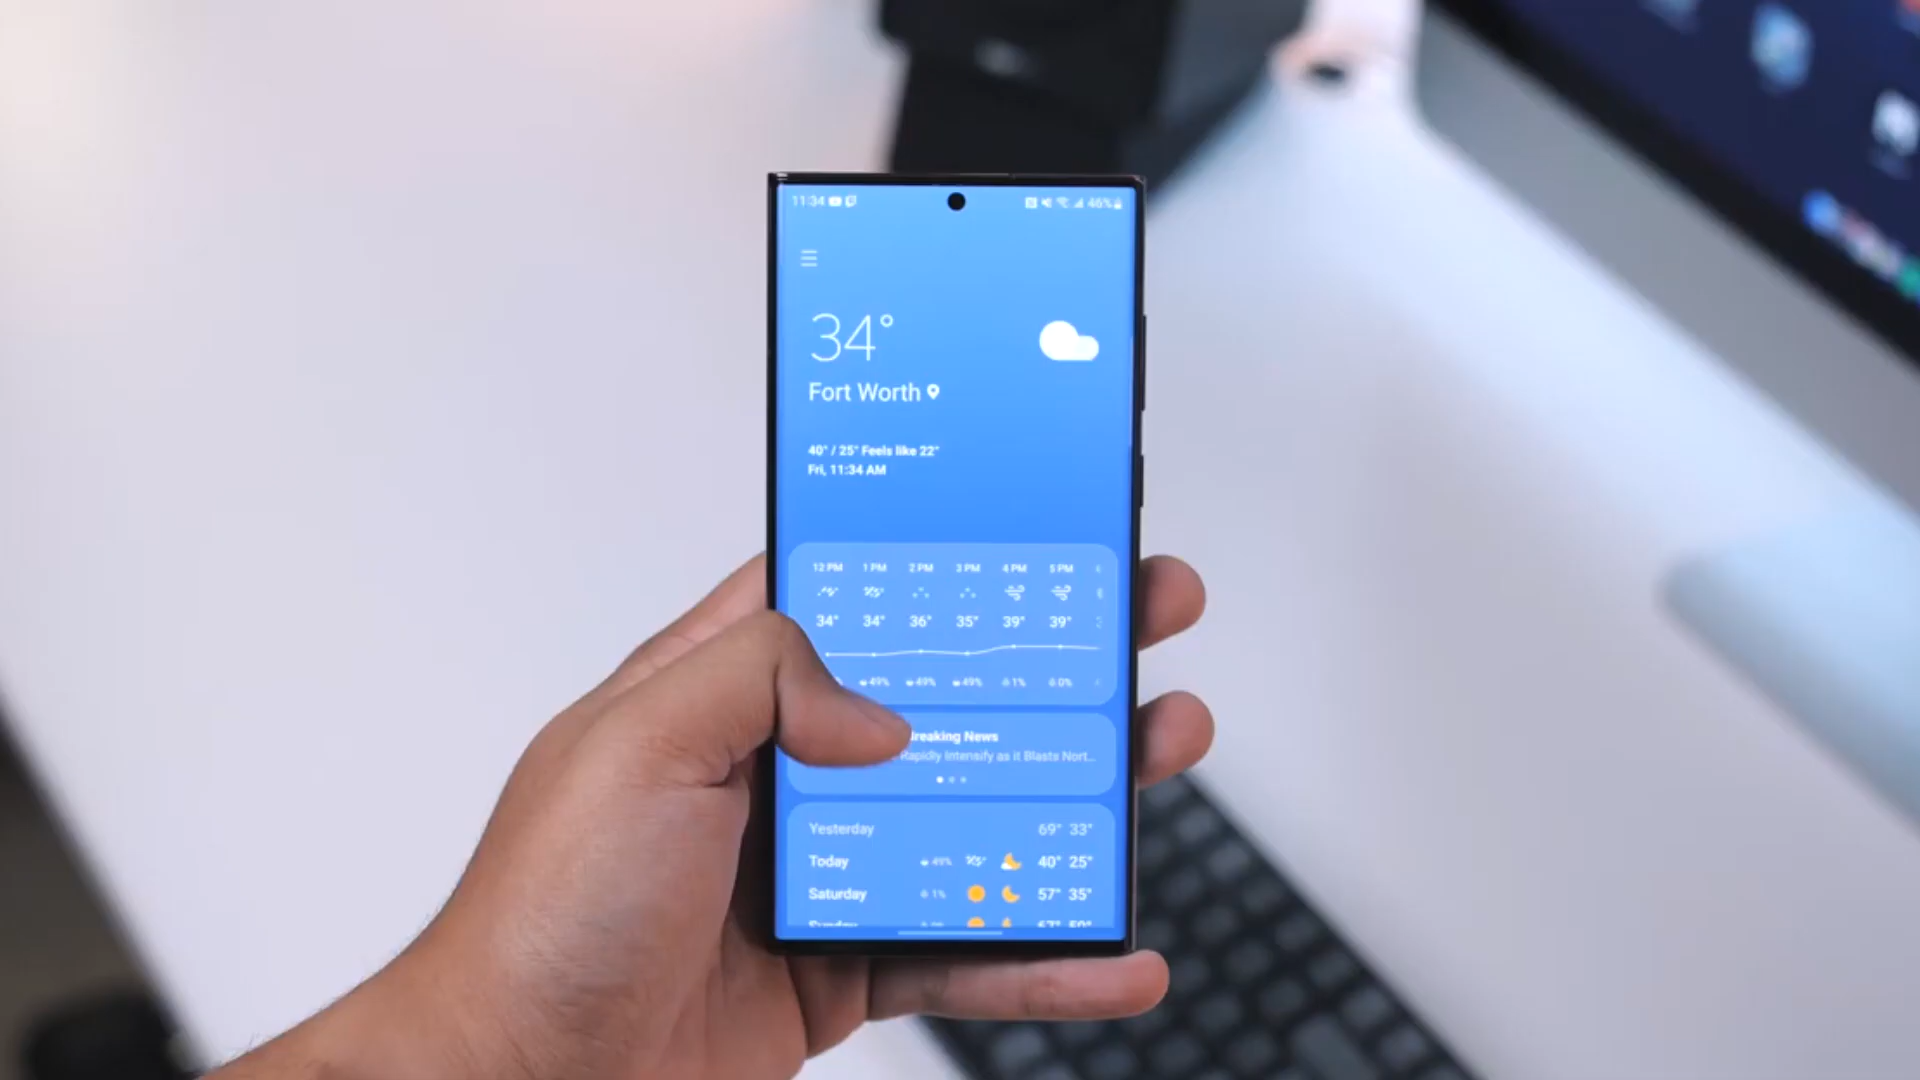 11:34 46%
34°
Fort Worth
40° / 25° Feels like 22°
Fri, 11:34 AM
12 PM 1 PM 2 PM 3 PM 4 PM 5 PM
34° 34° 36° 35° 39° 39°
49% 49% 49% 1% 0%
Breaking News
Rapidly Intensify as it Blasts Nort...
Yesterday 69° 33°
Today 49% 40° 25°
Saturday 1% 57° 35°
Sunday